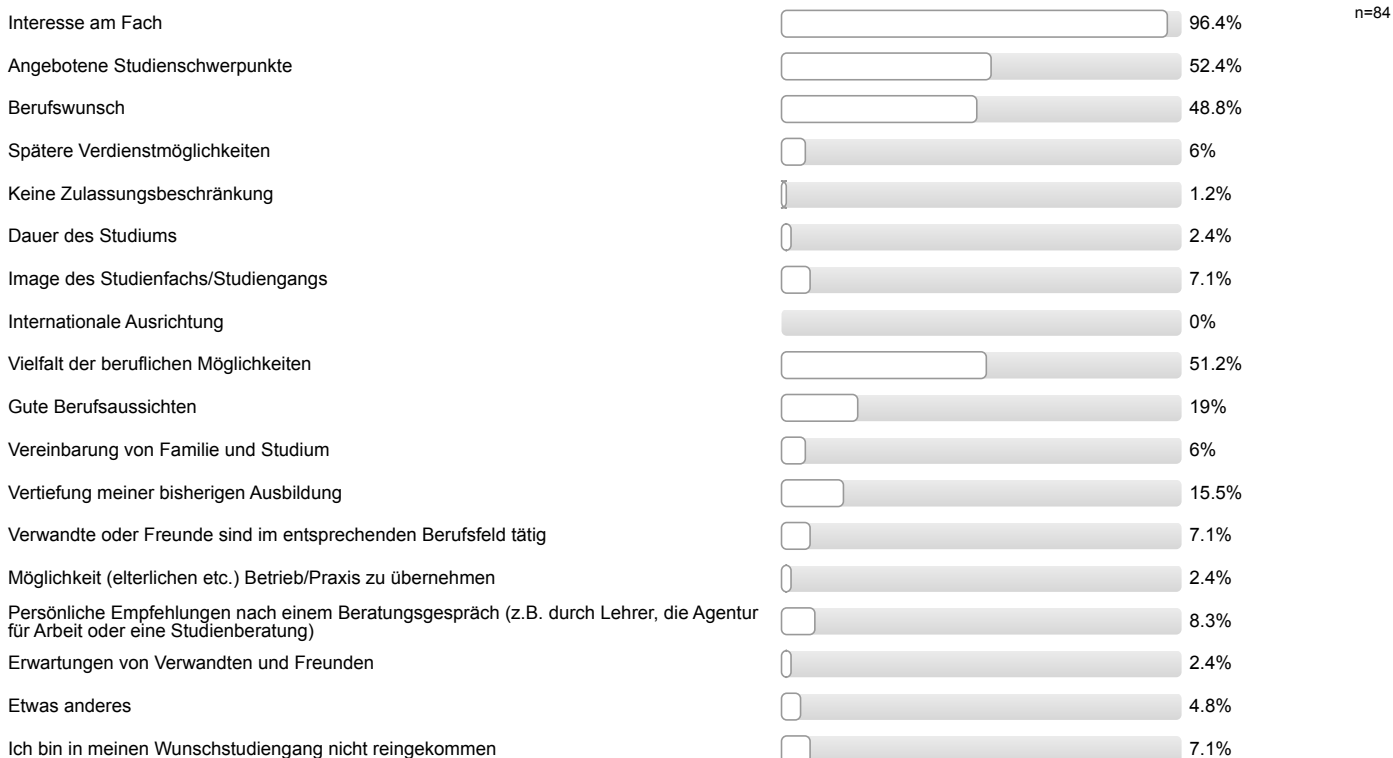 Interesse am Fach 96.4% n=84
Angebotene Studienschwerpunkte 52.4%
Berufswunsch 48.8%
Spätere Verdienstmöglichkeiten 6%
Keine Zulassungsbeschränkung 1.2%
Dauer des Studiums 2.4%
Image des Studienfachs/Studiengangs 7.1%
Internationale Ausrichtung 0%
Vielfalt der beruflichen Möglichkeiten 51.2%
Gute Berufsaussichten 19%
Vereinbarung von Familie und Studium 6%
Vertiefung meiner bisherigen Ausbildung 15.5%
Verwandte oder Freunde sind im entsprechenden Berufsfeld tätig 7.1%
Möglichkeit (elterlichen etc.) Betrieb/Praxis zu übernehmen 2.4%
Persönliche Empfehlungen nach einem Beratungsgespräch (z.B. durch Lehrer, die Agentur
für Arbeit oder eine Studienberatung) 8.3%
Erwartungen von Verwandten und Freunden 2.4%
Etwas anderes 4.8%
Ich bin in meinen Wunschstudiengang nicht reingekommen 7.1%